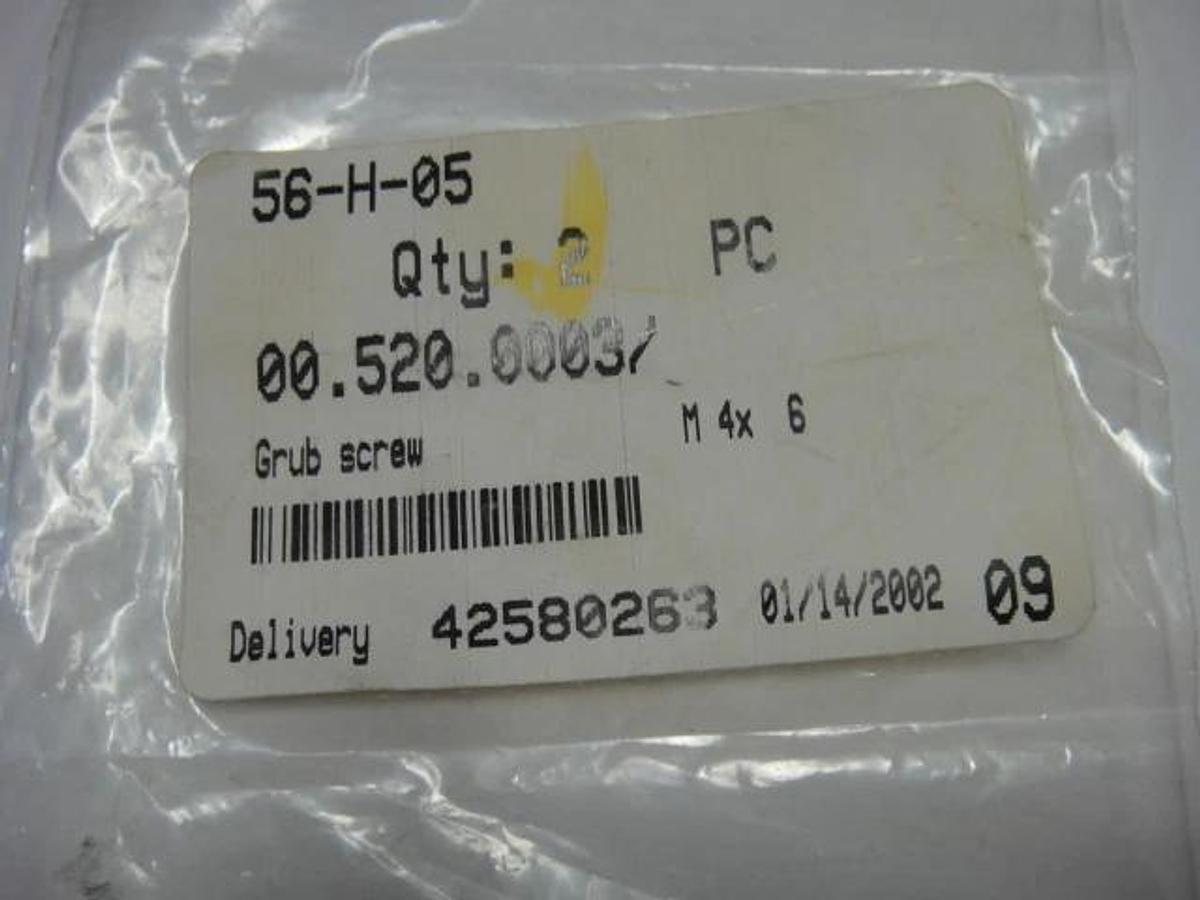 56-H-05
Qty: 2 PC
00.520.0003/
Grub screw M 4x 6
Delivery 42580263 01/14/2002 09